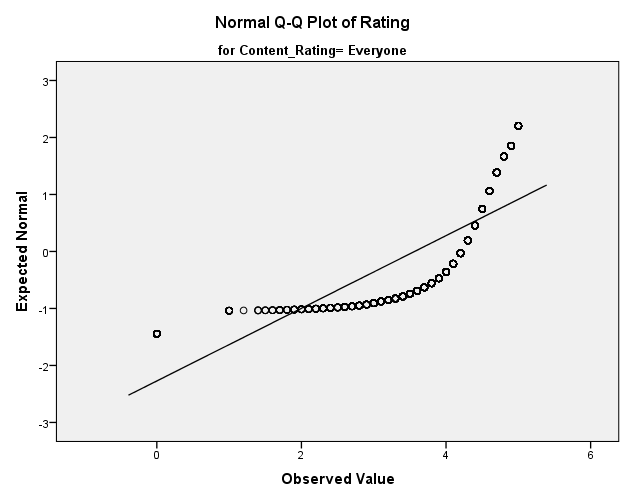 Normal Q-Q Plot of Rating
for Content_Rating= Everyone
3
2
1
0
-1
-2
-3
Expected Normal
0 2 4 6
Observed Value